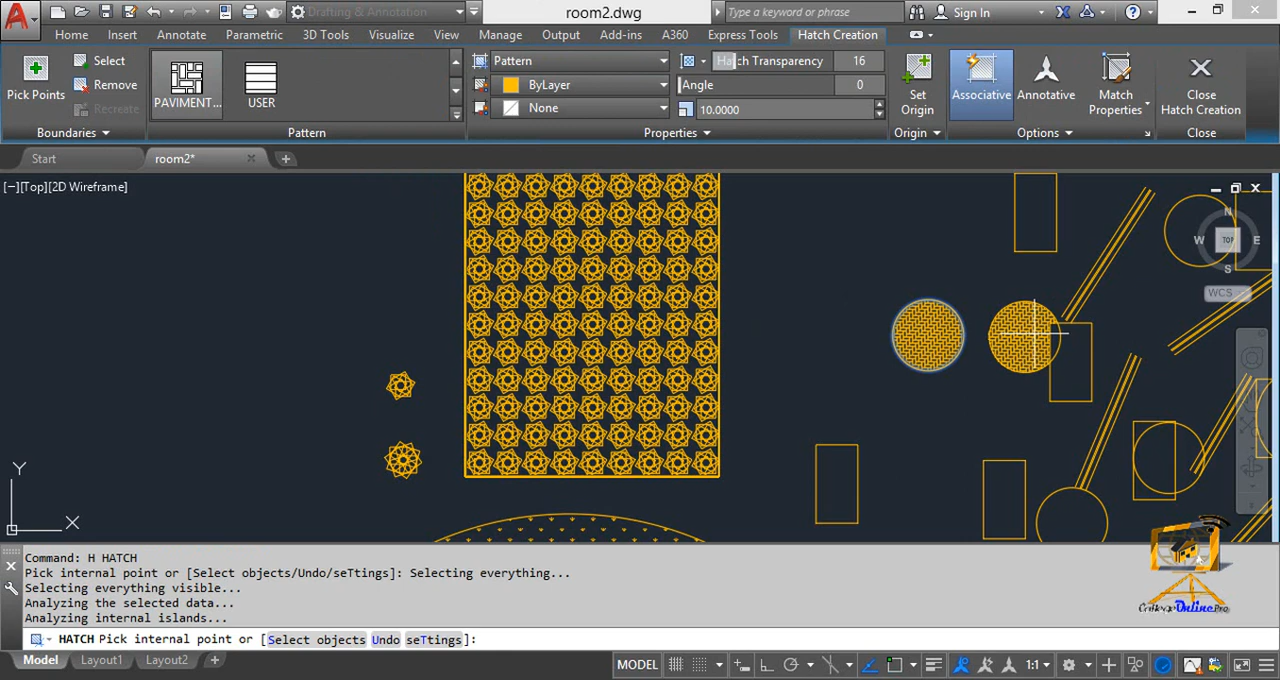 Drafting & Annotation
room2.dwg
Type a keyword or phrase
Sign In
Home Insert Annotate Parametric 3D Tools Visualize View Manage Output Add-ins A360 Express Tools Hatch Creation
Pick Points
Select
Remove
Recreate
Boundaries
PAVIMENT...
USER
Pattern
Pattern
ByLayer
None
Hatch Transparency 16
Angle 0
10.0000
Properties
Set
Origin
Origin
Associative
Annotative
Match
Properties
Options
Close
Hatch Creation
Close
Start
room2*
[−][Top][2D Wireframe]
N
W TOP E
S
WCS
Y
X
Command: H HATCH
Pick internal point or [Select objects/Undo/seTtings]: Selecting everything...
Selecting everything visible...
Analyzing the selected data...
Analyzing internal islands...
HATCH Pick internal point or [Select objects Undo seTtings]:
College Online Pro
Model Layout1 Layout2
MODEL
1:1